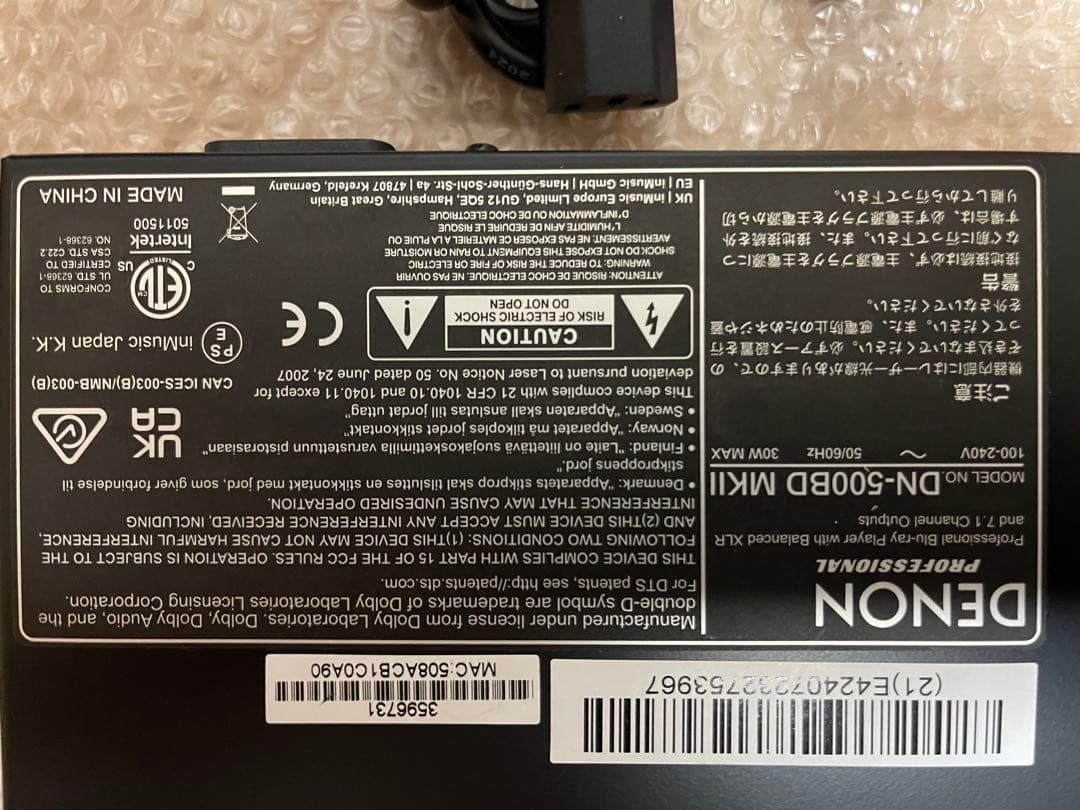 DENON
PROFESSIONAL
Professional Blu-ray Player with Balanced XLR
and 7.1 Channel Outputs
MODEL NO. DN-500BD MKII
100-240V ~ 50/60Hz 30W MAX
ご注意
機器内部にはレーザー光線がありますので、の
ぞき込まないでください。必ずアース設置を行
ってください。また、感電防止のためネジや蓋
を外さないでください。
警告
接地接続は必ず、主電源プラグを主電源につ
なぐ前に行って下さい。また、接地接続を外
す場合は、必ず主電源プラグを主電源から切
り離してから行って下さい。
Manufactured under license from Dolby Laboratories. Dolby, Dolby Audio, and the
double-D symbol are trademarks of Dolby Laboratories Licensing Corporation.
For DTS patents, see http://patents.dts.com.
THIS DEVICE COMPLIES WITH PART 15 OF THE FCC RULES. OPERATION IS SUBJECT TO THE
FOLLOWING TWO CONDITIONS: (1)THIS DEVICE MAY NOT CAUSE HARMFUL INTERFERENCE,
AND (2)THIS DEVICE MUST ACCEPT ANY INTERFERENCE RECEIVED, INCLUDING
INTERFERENCE THAT MAY CAUSE UNDESIRED OPERATION.
• Denmark: "Apparatets stikprop skal tilsluttes en stikkontakt med jord, som giver forbindelse til
stikproppens jord."
• Finland: "Laite on liitettävä suojakoskettimilla varustettuun pistorasiaan"
• Norway: "Apparatet må tilkoples jordet stikkontakt"
• Sweden: "Apparaten skall anslutas till jordat uttag"
This device complies with 21 CFR 1040.10 and 1040.11 except for
deviation pursuant to Laser Notice No. 50 dated June 24, 2007
CAUTION
RISK OF ELECTRIC SHOCK
DO NOT OPEN
ATTENTION: RISQUE DE CHOC ELECTRIQUE. NE PAS OUVRIR
WARNING: TO REDUCE THE RISK OF FIRE OR ELECTRIC
SHOCK DO NOT EXPOSE THIS EQUIPMENT TO RAIN OR MOISTURE
AVERTISSEMENT: NE PAS EXPOSER CE MATERIEL A LA PLUIE OU
L'HUMIDITE AFIN DE REDUIRE LE RISQUE
D'INFLAMMATION OU DE CHOC ELECTRIQUE
UK | inMusic Europe Limited, GU12 5QE, Hampshire, Great Britain
EU | inMusic GmbH | Hans-Günther-Sohl-Str. 4a | 47807 Krefeld, Germany
UK
CA
CAN ICES-003(B)/NMB-003(B)
PS
E
inMusic Japan K.K.
CE
C ETL US
CM
Intertek
5011500
CONFORMS TO
UL STD. 62368-1
CERTIFIED TO
CSA STD. C22.2
NO. 62368-1
MADE IN CHINA
3596731
MAC:508ACB1C0A90
(21)E42407232753967
2024